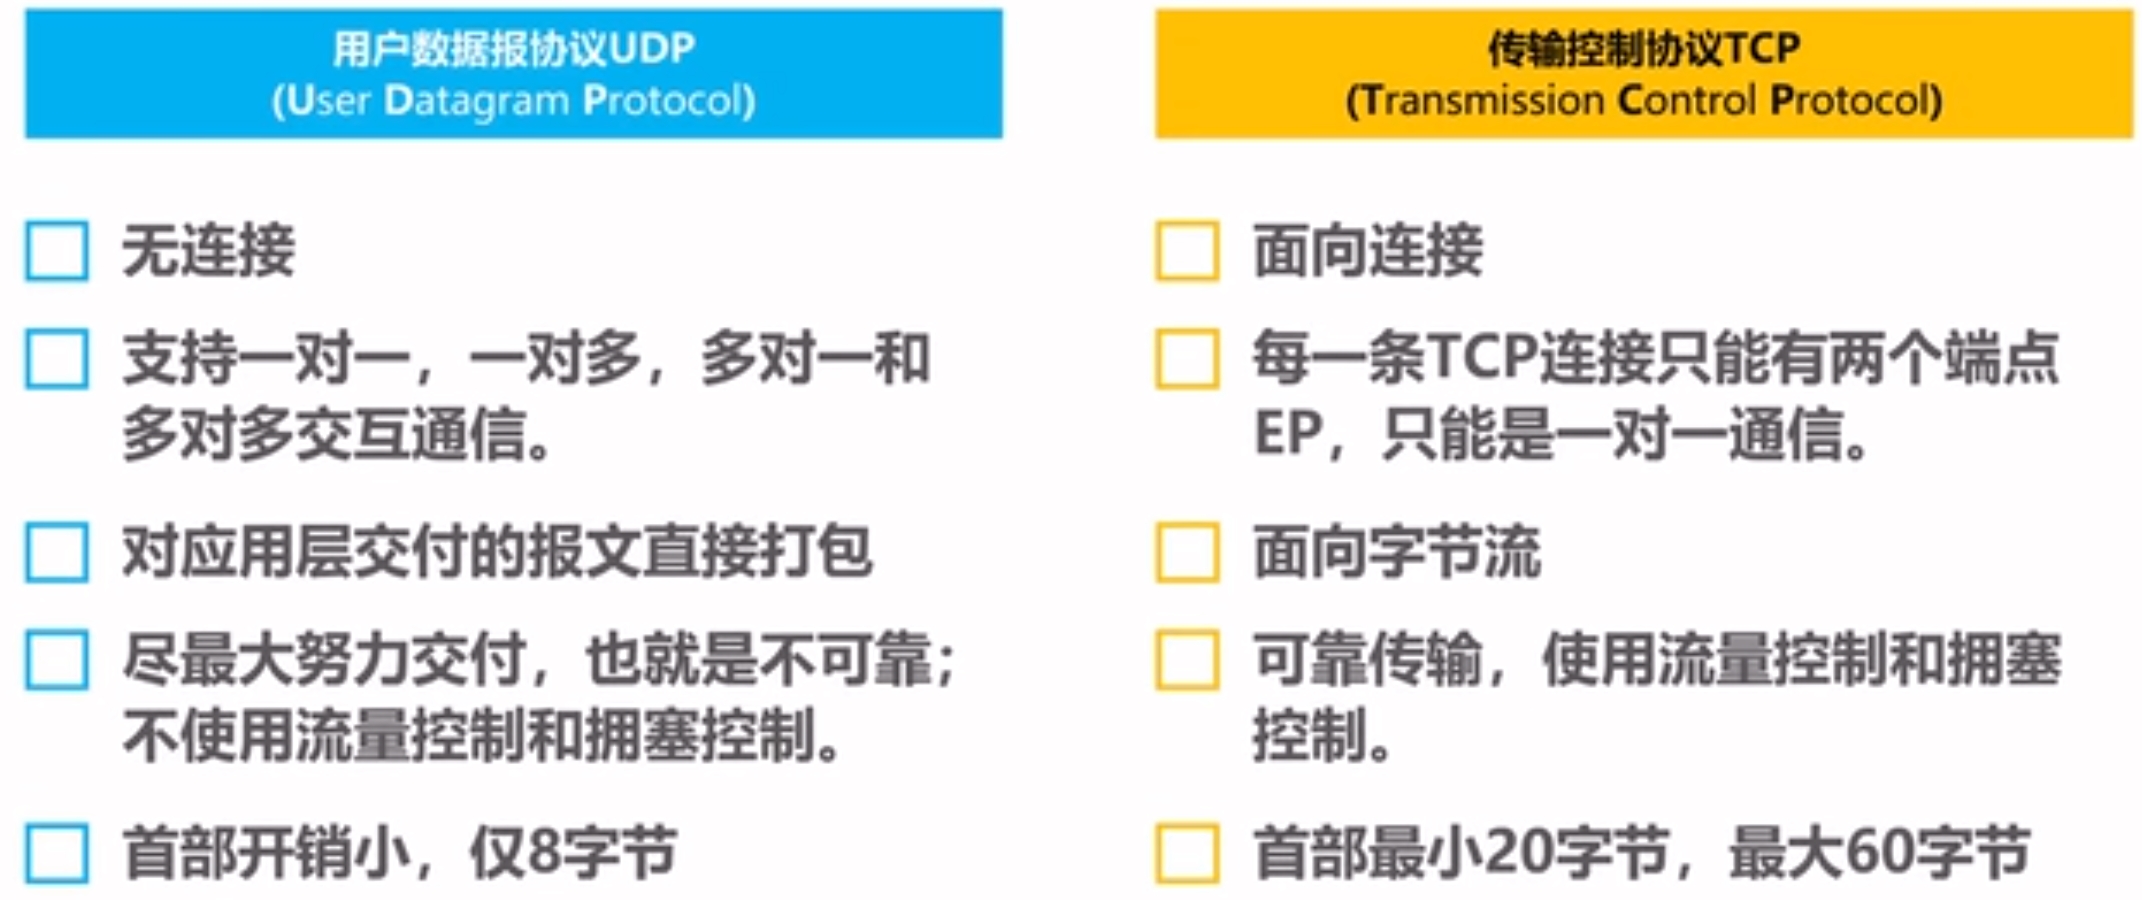 用户数据报协议UDP
(User Datagram Protocol)
无连接
支持一对一，一对多，多对一和
多对多交互通信。
对应用层交付的报文直接打包
尽最大努力交付，也就是不可靠；
不使用流量控制和拥塞控制。
首部开销小，仅8字节
传输控制协议TCP
(Transmission Control Protocol)
面向连接
每一条TCP连接只能有两个端点
EP，只能是一对一通信。
面向字节流
可靠传输，使用流量控制和拥塞
控制。
首部最小20字节，最大60字节